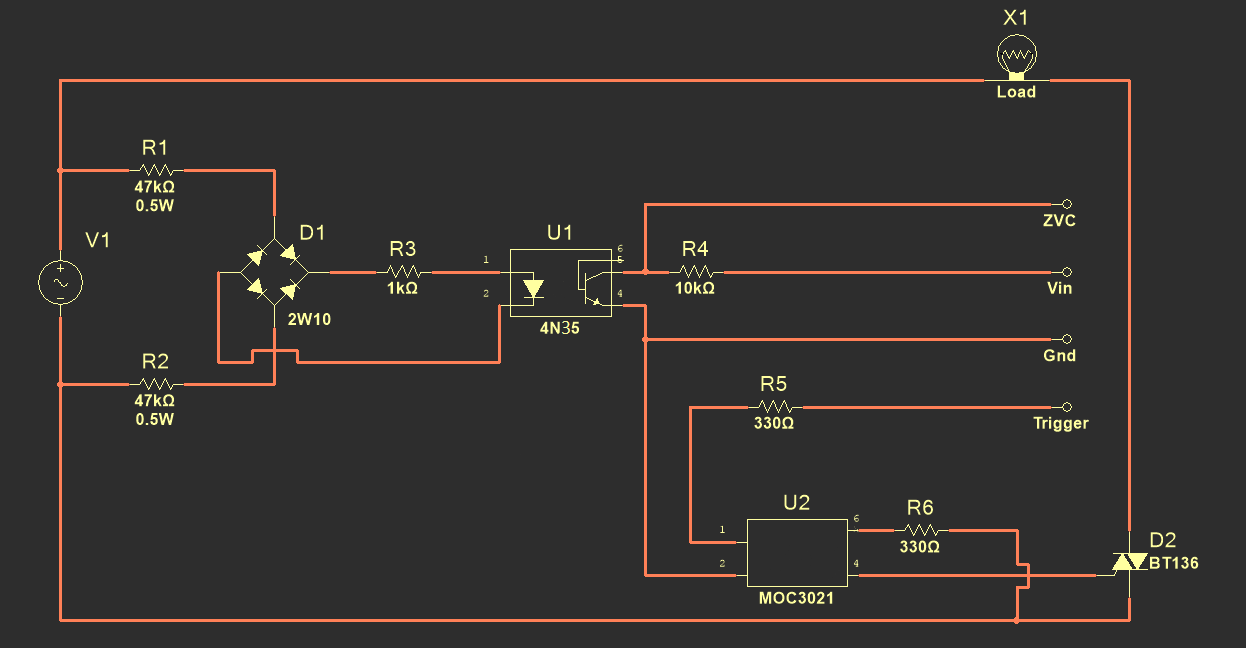 X1
Load
R1
47kΩ
0.5W
V1
D1
2W10
R3
1kΩ
U1
1
2
6
5
4
4N35
R4
10kΩ
ZVC
Vin
Gnd
R2
47kΩ
0.5W
R5
330Ω
Trigger
U2
1
2
6
4
MOC3021
R6
330Ω
D2
BT136